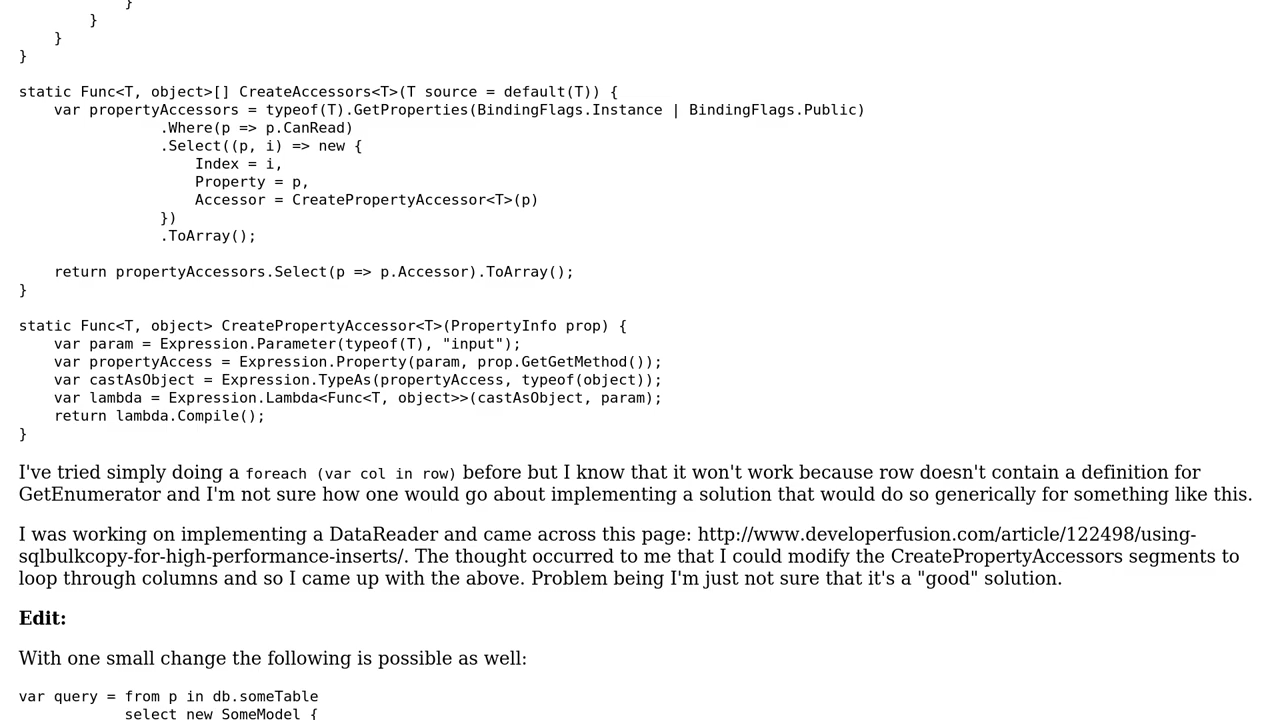 }
        }
    }
}

static Func<T, object>[] CreateAccessors<T>(T source = default(T)) {
    var propertyAccessors = typeof(T).GetProperties(BindingFlags.Instance | BindingFlags.Public)
                .Where(p => p.CanRead)
                .Select((p, i) => new {
                    Index = i,
                    Property = p,
                    Accessor = CreatePropertyAccessor<T>(p)
                })
                .ToArray();

    return propertyAccessors.Select(p => p.Accessor).ToArray();
}

static Func<T, object> CreatePropertyAccessor<T>(PropertyInfo prop) {
    var param = Expression.Parameter(typeof(T), "input");
    var propertyAccess = Expression.Property(param, prop.GetGetMethod());
    var castAsObject = Expression.TypeAs(propertyAccess, typeof(object));
    var lambda = Expression.Lambda<Func<T, object>>(castAsObject, param);
    return lambda.Compile();
}

I've tried simply doing a foreach (var col in row) before but I know that it won't work because row doesn't contain a definition for
GetEnumerator and I'm not sure how one would go about implementing a solution that would do so generically for something like this.

I was working on implementing a DataReader and came across this page: http://www.developerfusion.com/article/122498/using-
sqlbulkcopy-for-high-performance-inserts/. The thought occurred to me that I could modify the CreatePropertyAccessors segments to
loop through columns and so I came up with the above. Problem being I'm just not sure that it's a "good" solution.

Edit:

With one small change the following is possible as well:

var query = from p in db.someTable
            select new SomeModel {